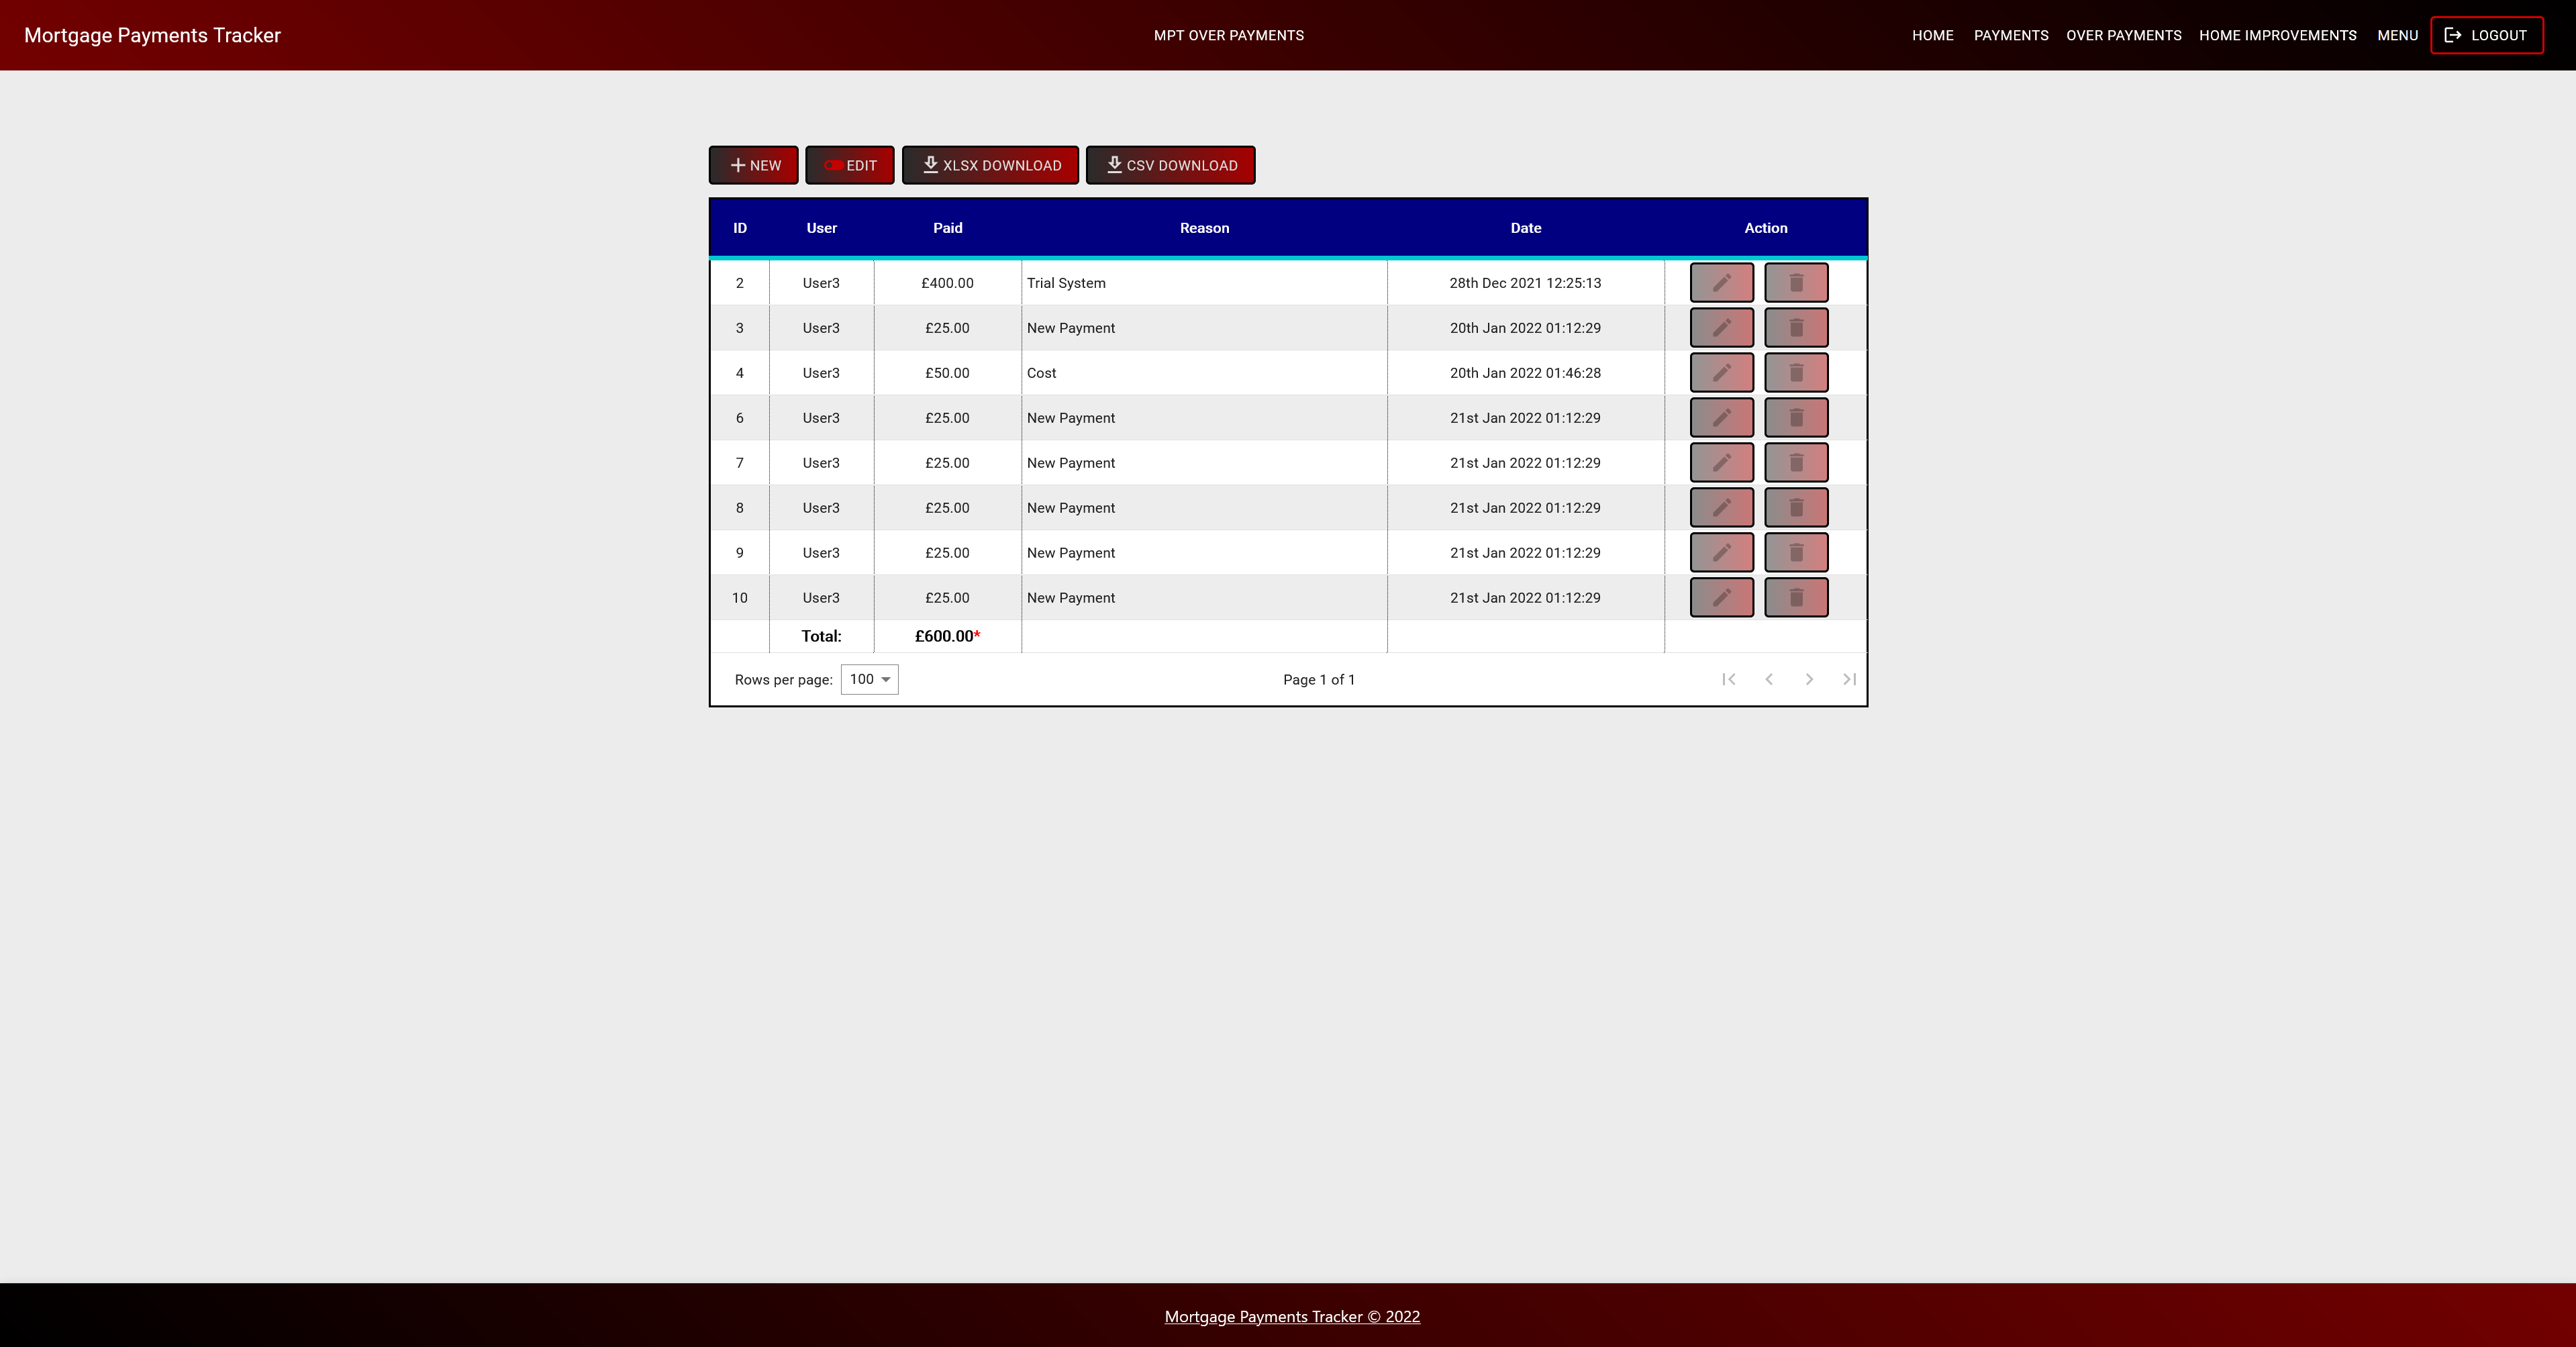 Mortgage Payments Tracker MPT OVER PAYMENTS HOME PAYMENTS OVER PAYMENTS HOME IMPROVEMENTS MENU LOGOUT
NEW EDIT XLSX DOWNLOAD CSV DOWNLOAD
ID User Paid Reason Date Action
2 User3 £400.00 Trial System 28th Dec 2021 12:25:13
3 User3 £25.00 New Payment 20th Jan 2022 01:12:29
4 User3 £50.00 Cost 20th Jan 2022 01:46:28
6 User3 £25.00 New Payment 21st Jan 2022 01:12:29
7 User3 £25.00 New Payment 21st Jan 2022 01:12:29
8 User3 £25.00 New Payment 21st Jan 2022 01:12:29
9 User3 £25.00 New Payment 21st Jan 2022 01:12:29
10 User3 £25.00 New Payment 21st Jan 2022 01:12:29
Total: £600.00*
Rows per page: 100 Page 1 of 1
Mortgage Payments Tracker © 2022